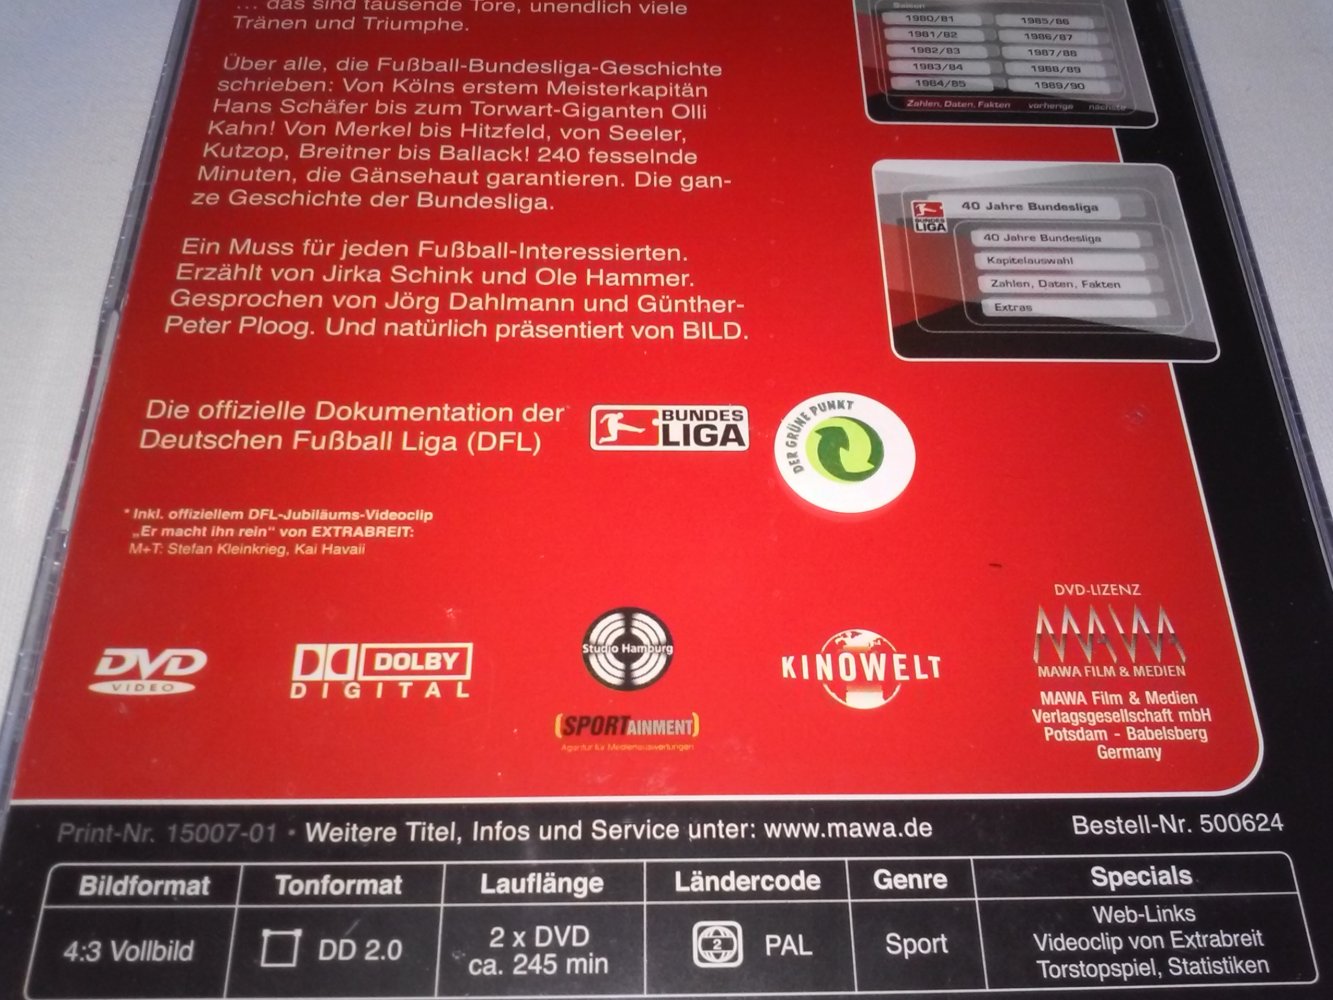 ... das sind tausende Tore, unendlich viele
Tränen und Triumphe.
Über alle, die Fußball-Bundesliga-Geschichte
schrieben: Von Kölns erstem Meisterkapitän
Hans Schäfer bis zum Torwart-Giganten Olli
Kahn! Von Merkel bis Hitzfeld, von Seeler,
Kutzop, Breitner bis Ballack! 240 fesselnde
Minuten, die Gänsehaut garantieren. Die gan-
ze Geschichte der Bundesliga.
Ein Muss für jeden Fußball-Interessierten.
Erzählt von Jirka Schink und Ole Hammer.
Gesprochen von Jörg Dahlmann und Günther-
Peter Ploog. Und natürlich präsentiert von BILD.
Saison
1980/81 1985/86
1981/82 1986/87
1982/83 1987/88
1983/84 1988/89
1984/85 1989/90
Zahlen, Daten, Fakten vorherige nächste
BUNDES
LIGA
40 Jahre Bundesliga
40 Jahre Bundesliga
Kapitelauswahl
Zahlen, Daten, Fakten
Extras
Die offizielle Dokumentation der
Deutschen Fußball Liga (DFL)
BUNDES
LIGA
DER GRÜNE PUNKT
* Inkl. offiziellem DFL-Jubiläums-Videoclip
„Er macht ihn rein“ von EXTRABREIT:
M+T: Stefan Kleinkrieg, Kai Havaii
DVD
VIDEO
DOLBY
DIGITAL
Studio Hamburg
SPORTAINMENT
Agentur für Medienauswertungen
KINOWELT
DVD-LIZENZ
MAWA
MAWA FILM & MEDIEN
MAWA Film & Medien
Verlagsgesellschaft mbH
Potsdam - Babelsberg
Germany
Print-Nr. 15007-01 · Weitere Titel, Infos und Service unter: www.mawa.de
Bestell-Nr. 500624
Bildformat Tonformat Lauflänge Ländercode Genre Specials
4:3 Vollbild
DD 2.0
2 x DVD
ca. 245 min
2 PAL
Sport
Web-Links
Videoclip von Extrabreit
Torstopspiel, Statistiken